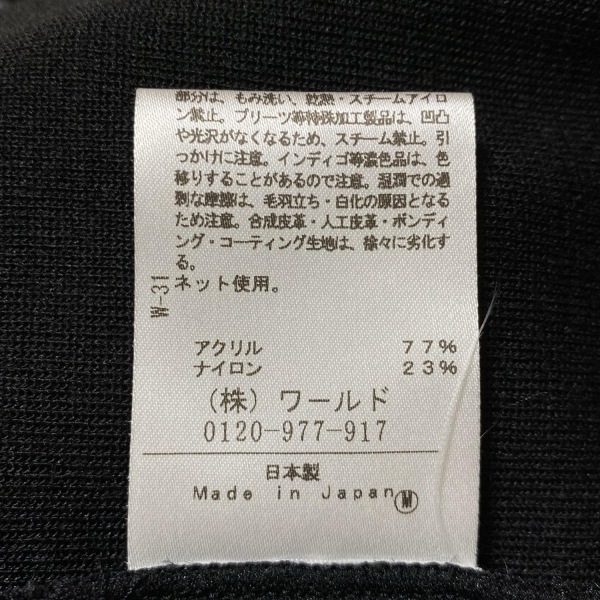 部分は、もみ洗い、乾熱・スチームアイロ
ン禁止。プリーツ等特殊加工製品は、凹凸
や光沢がなくなるため、スチーム禁止。引
っかけに注意。インディゴ等濃色品は、色
移りすることがあるので注意。湿潤での過
剰な摩擦は、毛羽立ち・白化の原因となる
ため注意。合成皮革・人工皮革・ボンディ
ング・コーティング生地は、徐々に劣化す
る。
ネット使用。
W-31
アクリル 77%
ナイロン 23%
(株) ワールド
0120-977-917
日本製
Made in Japan M